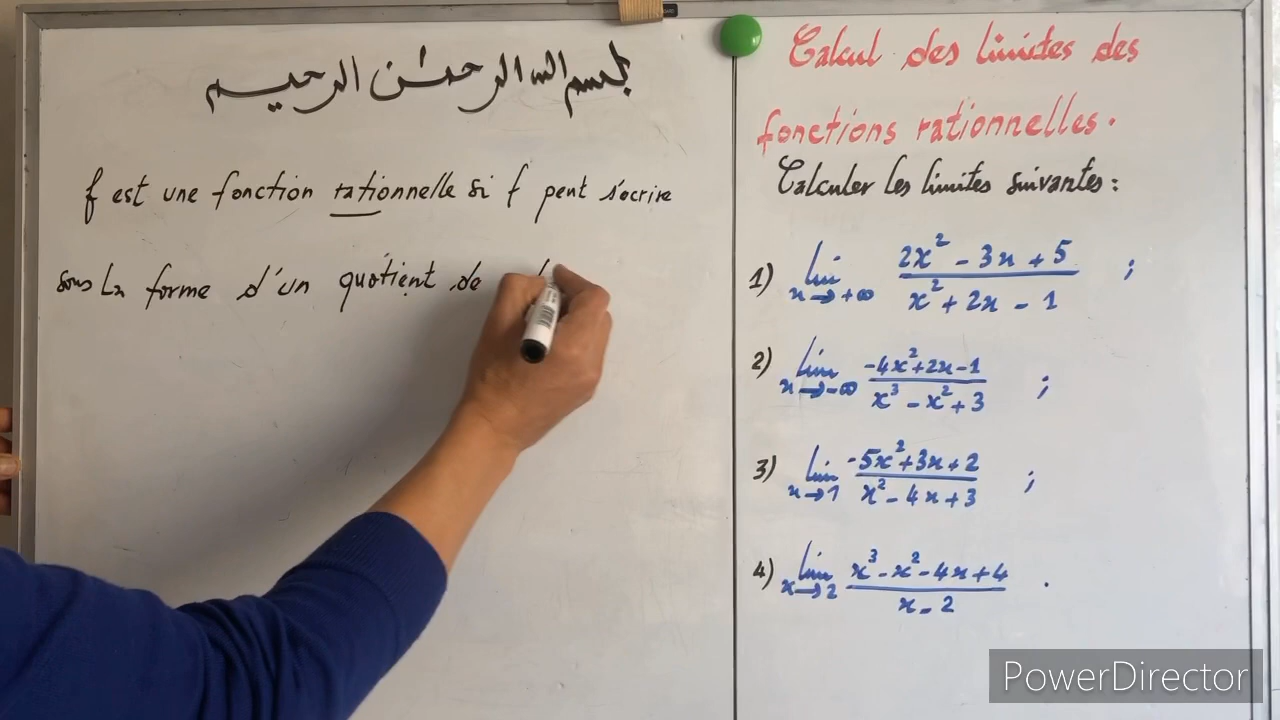 بسم الله الرحمن الرحيم
f est une fonction rationnelle si f peut s'ecrire
sous la forme d'un quotient de
Calcul des limites des
fonctions rationnelles.
Calculer les limites suivantes :
1) lim x→+∞ (2x² - 3x + 5)/(x² + 2x - 1) ;
2) lim x→-∞ (-4x² + 2x - 1)/(x³ - x² + 3) ;
3) lim x→1 (-5x² + 3x + 2)/(x² - 4x + 3) ;
4) lim x→2 (x³ - x² - 4x + 4)/(x - 2) .
PowerDirector